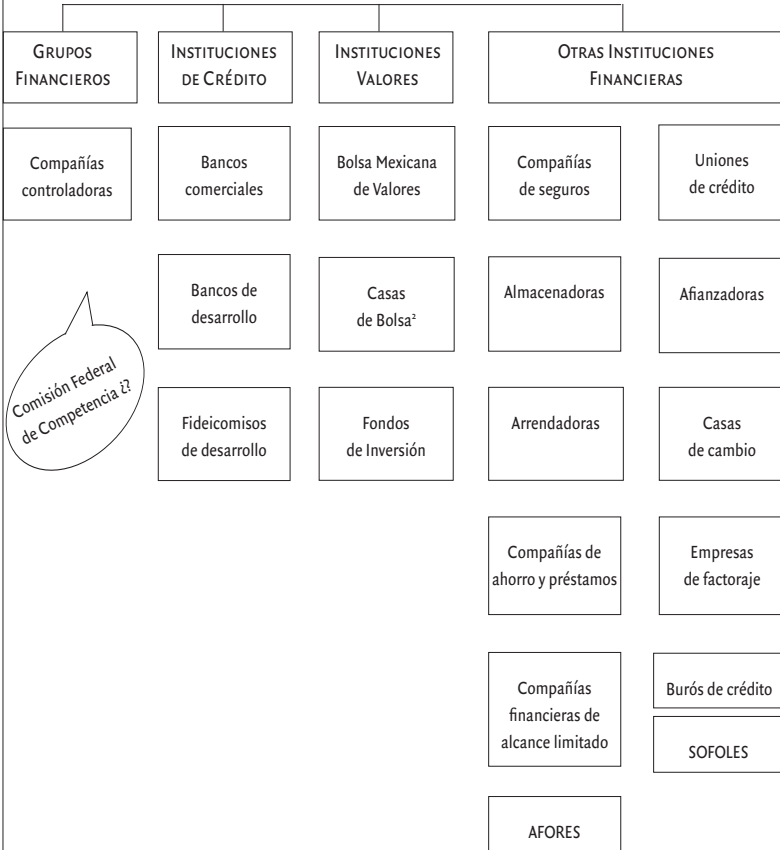 GRUPOS
FINANCIEROS
INSTITUCIONES
DE CRÉDITO
INSTITUCIONES
VALORES
OTRAS INSTITUCIONES
FINANCIERAS
Compañías
controladoras
Bancos
comerciales
Bolsa Mexicana
de Valores
Compañías
de seguros
Uniones
de crédito
Bancos de
desarrollo
Casas
de Bolsa²
Almacenadoras
Afianzadoras
Comisión Federal
de Competencia ¿?
Fideicomisos
de desarrollo
Fondos
de Inversión
Arrendadoras
Casas
de cambio
Compañías de
ahorro y préstamos
Empresas
de factoraje
Compañías
financieras de
alcance limitado
Burós de crédito
SOFOLES
AFORES